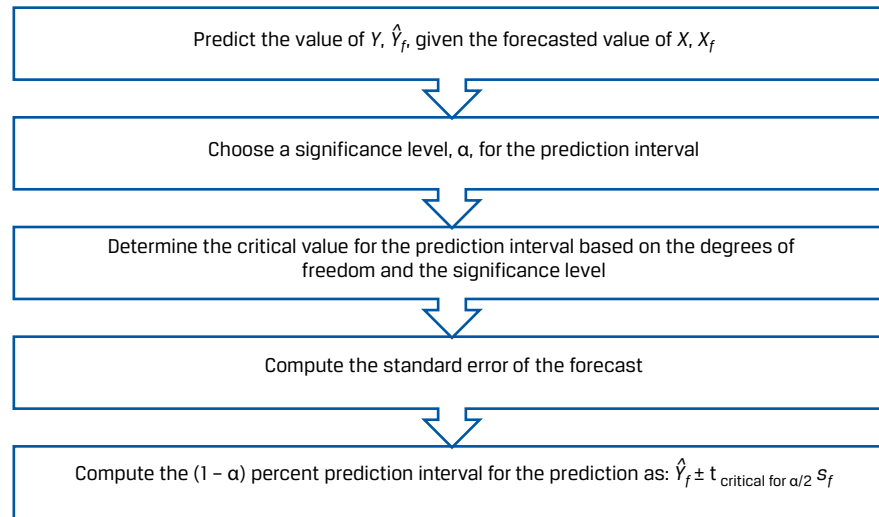 Predict the value of Y, Ŷf, given the forecasted value of X, Xf
Choose a significance level, α, for the prediction interval
Determine the critical value for the prediction interval based on the degrees of
freedom and the significance level
Compute the standard error of the forecast
Compute the (1 – α) percent prediction interval for the prediction as: Ŷf ± t critical for α/2 sf